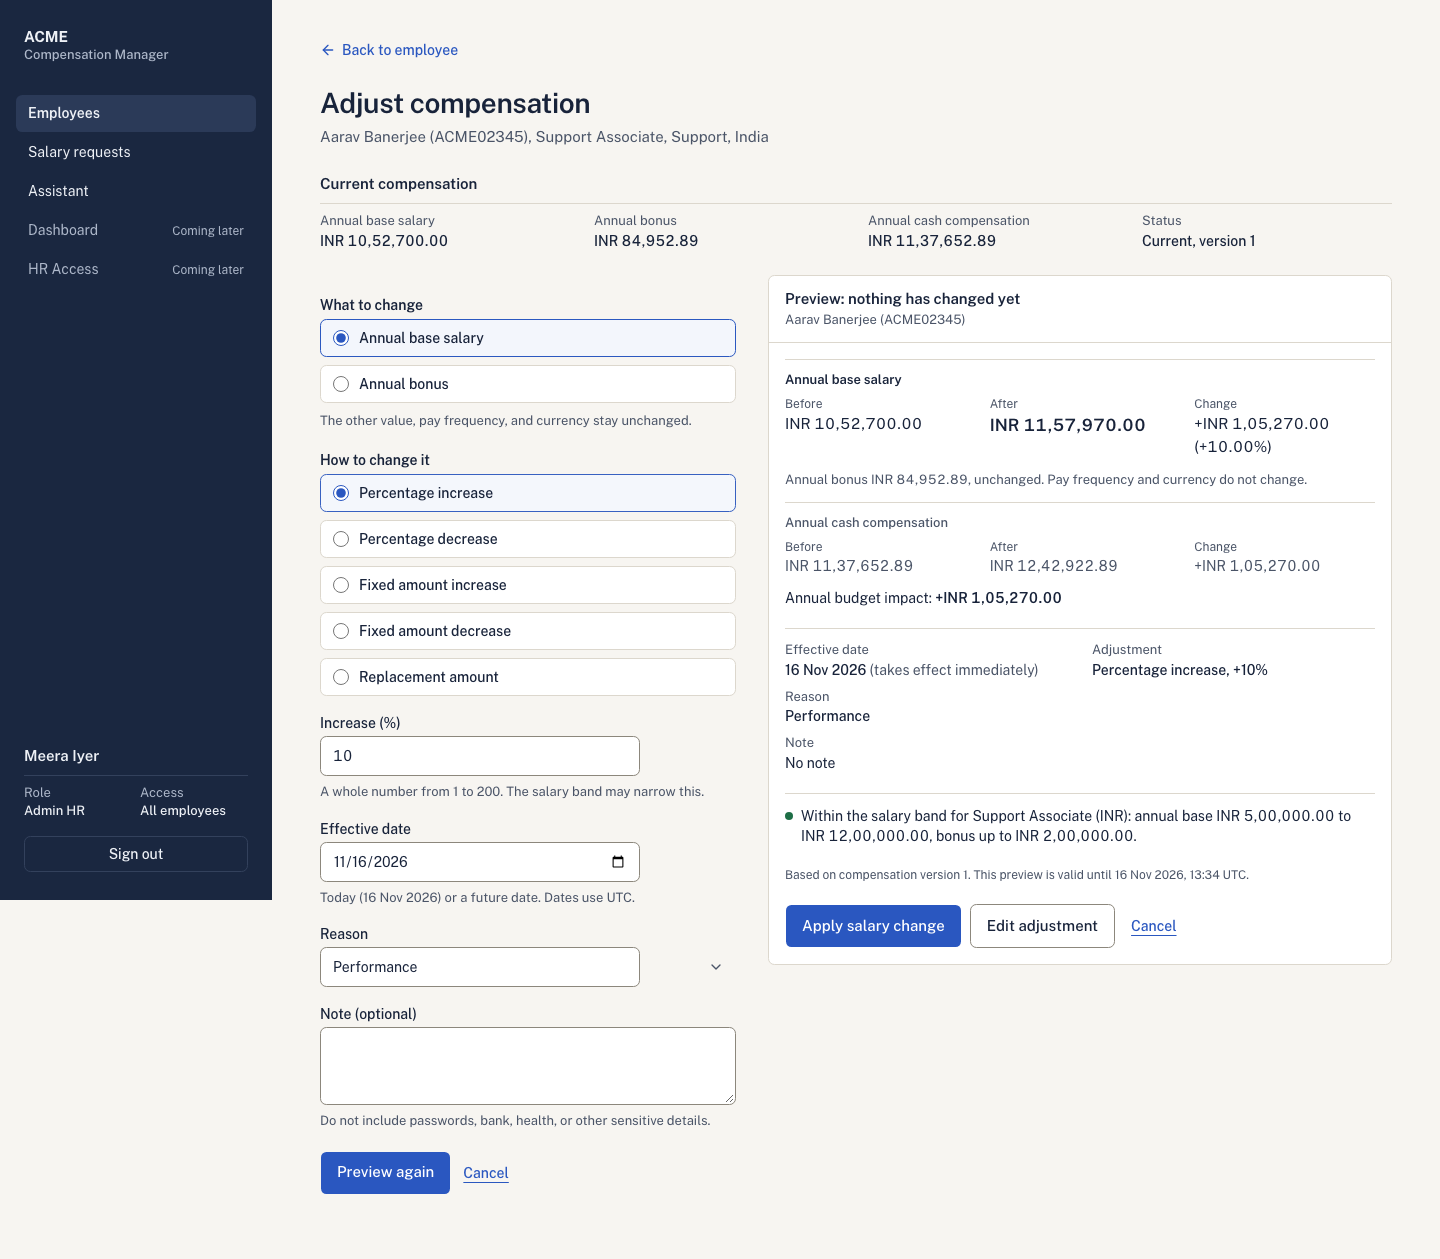 ACME
Compensation Manager
Employees
Salary requests
Assistant
Dashboard Coming later
HR Access Coming later
Meera Iyer
Role Access
Admin HR All employees
Sign out
Back to employee
Adjust compensation
Aarav Banerjee (ACME02345), Support Associate, Support, India
Current compensation
Annual base salary Annual bonus Annual cash compensation Status
INR 10,52,700.00 INR 84,952.89 INR 11,37,652.89 Current, version 1
What to change
Annual base salary
Annual bonus
The other value, pay frequency, and currency stay unchanged.
How to change it
Percentage increase
Percentage decrease
Fixed amount increase
Fixed amount decrease
Replacement amount
Increase (%)
10
A whole number from 1 to 200. The salary band may narrow this.
Effective date
11/16/2026
Today (16 Nov 2026) or a future date. Dates use UTC.
Reason
Performance
Note (optional)
Do not include passwords, bank, health, or other sensitive details.
Preview again Cancel
Preview: nothing has changed yet
Aarav Banerjee (ACME02345)
Annual base salary
Before After Change
INR 10,52,700.00 INR 11,57,970.00 +INR 1,05,270.00
(+10.00%)
Annual bonus INR 84,952.89, unchanged. Pay frequency and currency do not change.
Annual cash compensation
Before After Change
INR 11,37,652.89 INR 12,42,922.89 +INR 1,05,270.00
Annual budget impact: +INR 1,05,270.00
Effective date Adjustment
16 Nov 2026 (takes effect immediately) Percentage increase, +10%
Reason
Performance
Note
No note
Within the salary band for Support Associate (INR): annual base INR 5,00,000.00 to
INR 12,00,000.00, bonus up to INR 2,00,000.00.
Based on compensation version 1. This preview is valid until 16 Nov 2026, 13:34 UTC.
Apply salary change Edit adjustment Cancel